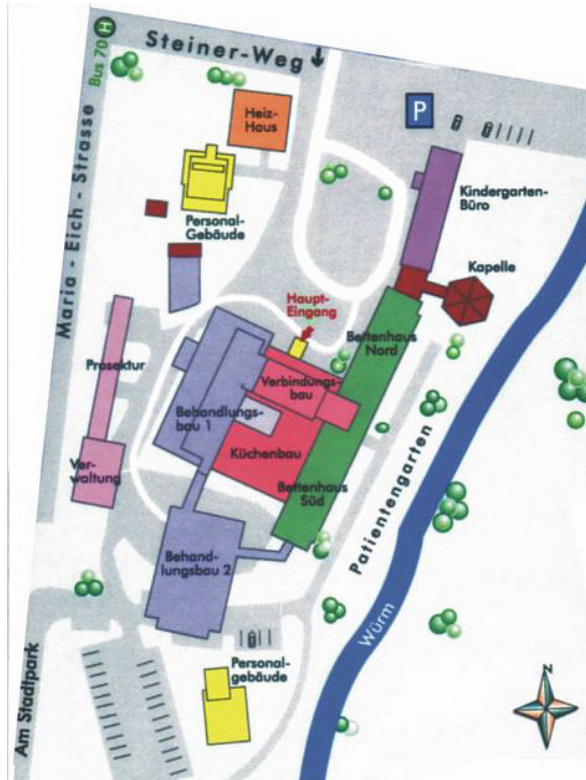 Steiner-Weg
Bus 70 H
P
Heiz-
Haus
Kindergarten-
Büro
Maria - Eich - Strasse
Personal-
Gebäude
Kapelle
Haupt-
Eingang
Bettenhaus
Nord
Prosektur
Verbindungs-
bau
Behandlungs-
bau 1
Küchenbau
Ver-
waltung
Bettenhaus
Süd
Patientengarten
Behand-
lungsbau 2
Würm
Personal-
gebäude
Am Stadtpark
N